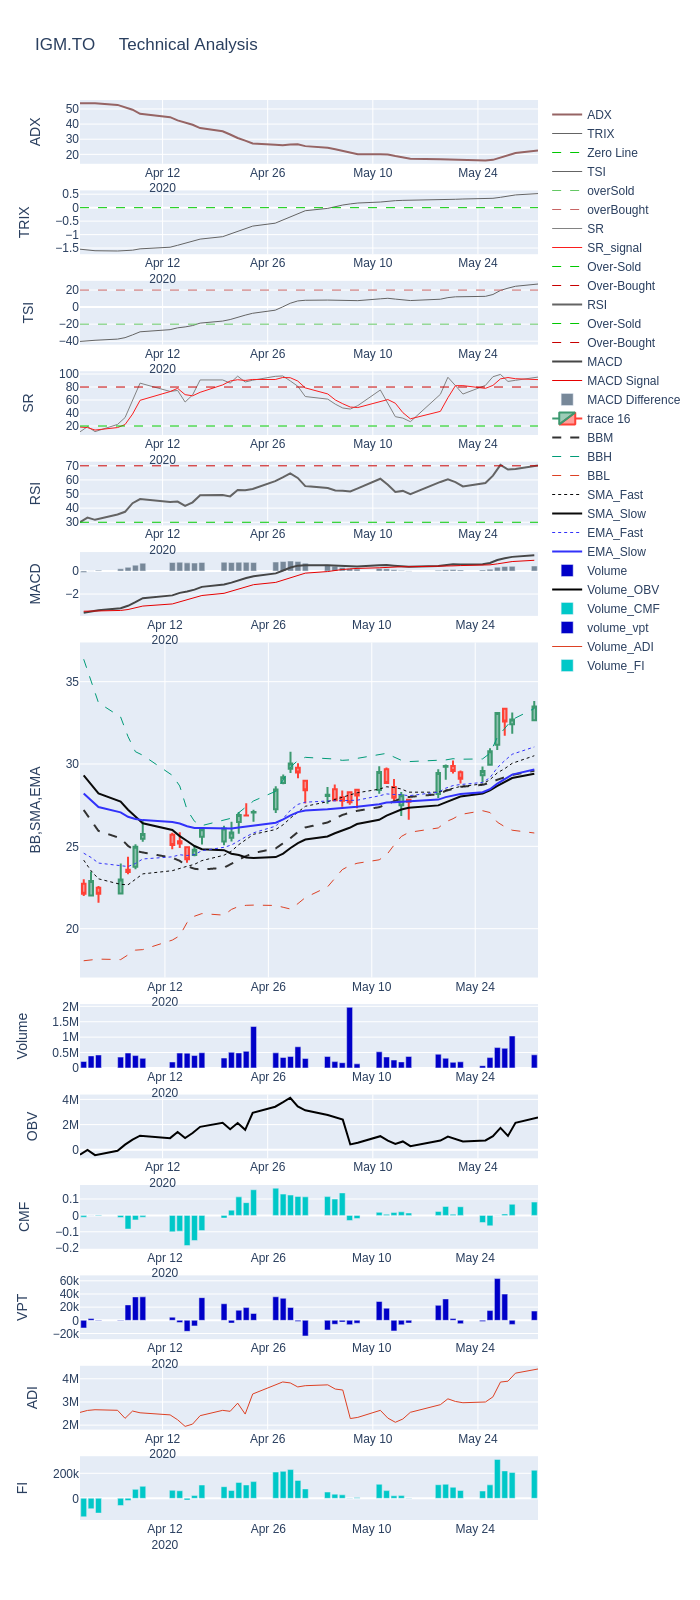 IGM.TO Technical Analysis
ADX
50
40
30
20
Apr 12
2020
Apr 26
May 10
May 24
TRIX
0.5
0
−0.5
−1
−1.5
Apr 12
2020
Apr 26
May 10
May 24
TSI
20
0
−20
−40
Apr 12
2020
Apr 26
May 10
May 24
SR
100
80
60
40
20
Apr 12
2020
Apr 26
May 10
May 24
RSI
70
60
50
40
30
Apr 12
2020
Apr 26
May 10
May 24
MACD
0
−2
Apr 12
2020
Apr 26
May 10
May 24
BB,SMA,EMA
35
30
25
20
Apr 12
2020
Apr 26
May 10
May 24
Volume
2M
1.5M
1M
0.5M
0
Apr 12
2020
Apr 26
May 10
May 24
OBV
4M
2M
0
Apr 12
2020
Apr 26
May 10
May 24
CMF
0.1
0
−0.1
−0.2
Apr 12
2020
Apr 26
May 10
May 24
VPT
60k
40k
20k
0
−20k
Apr 12
2020
Apr 26
May 10
May 24
ADI
4M
3M
2M
Apr 12
2020
Apr 26
May 10
May 24
FI
200k
0
Apr 12
2020
Apr 26
May 10
May 24
ADX
TRIX
Zero Line
TSI
overSold
overBought
SR
SR_signal
Over-Sold
Over-Bought
RSI
Over-Sold
Over-Bought
MACD
MACD Signal
MACD Difference
trace 16
BBM
BBH
BBL
SMA_Fast
SMA_Slow
EMA_Fast
EMA_Slow
Volume
Volume_OBV
Volume_CMF
volume_vpt
Volume_ADI
Volume_FI